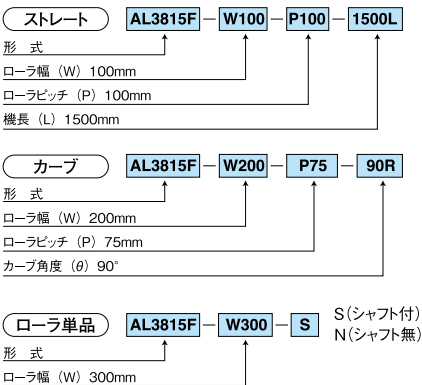 ストレート AL3815F － W100 － P100 － 1500L
形 式
ローラ幅（W）100mm
ローラピッチ（P）100mm
機長（L）1500mm
カーブ AL3815F － W200 － P75 － 90R
形 式
ローラ幅（W）200mm
ローラピッチ（P）75mm
カーブ角度（θ）90°
ローラ単品 AL3815F － W300 － S S（シャフト付）
N（シャフト無）
形 式
ローラ幅（W）300mm